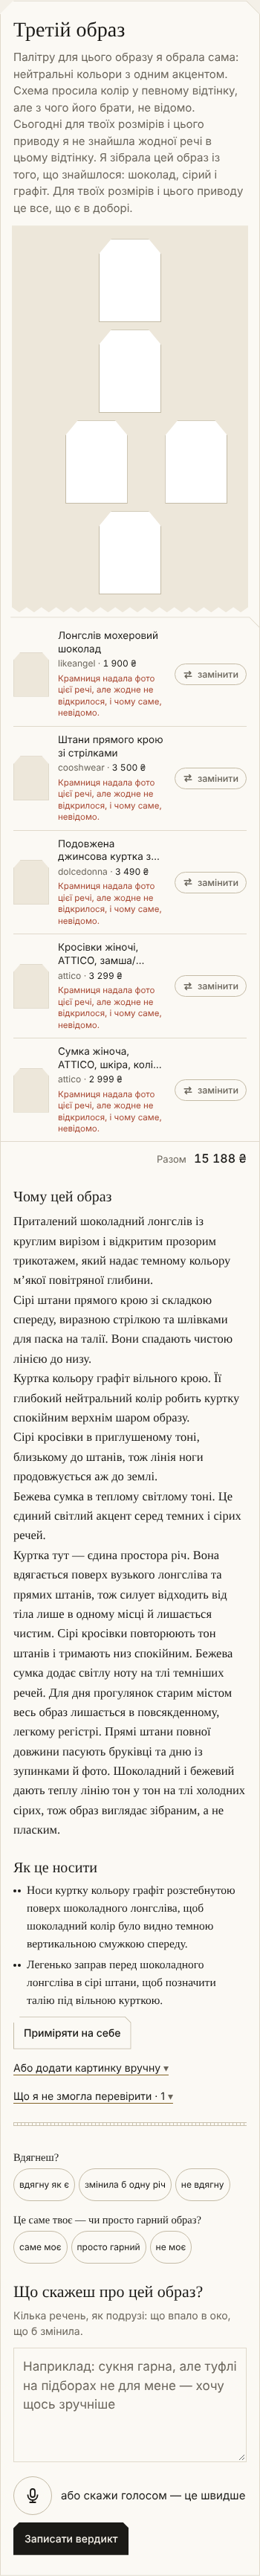 Третій образ
Палітру для цього образу я обрала сама:
нейтральні кольори з одним акцентом.
Схема просила колір у певному відтінку,
але з чого його брати, не відомо.
Сьогодні для твоїх розмірів і цього
приводу я не знайшла жодної речі в
цьому відтінку. Я зібрала цей образ із
того, що знайшлося: шоколад, сірий і
графіт. Для твоїх розмірів і цього приводу
це все, що є в доборі.
Лонгслів мохеровий
шоколад
likeangel · 1 900 ₴
Крамниця надала фото
цієї речі, але жодне не
відкрилося, і чому саме,
невідомо.
⇄ замінити
Штани прямого крою
зі стрілками
cooshwear · 3 500 ₴
Крамниця надала фото
цієї речі, але жодне не
відкрилося, і чому саме,
невідомо.
⇄ замінити
Подовжена
джинсова куртка з...
dolcedonna · 3 490 ₴
Крамниця надала фото
цієї речі, але жодне не
відкрилося, і чому саме,
невідомо.
⇄ замінити
Кросівки жіночі,
ATTICO, замша/...
attico · 3 299 ₴
Крамниця надала фото
цієї речі, але жодне не
відкрилося, і чому саме,
невідомо.
⇄ замінити
Сумка жіноча,
ATTICO, шкіра, колі...
attico · 2 999 ₴
Крамниця надала фото
цієї речі, але жодне не
відкрилося, і чому саме,
невідомо.
⇄ замінити
Разом 15 188 ₴
Чому цей образ
Приталений шоколадний лонгслів із
круглим вирізом і відкритим прозорим
трикотажем, який надає темному кольору
м’якої повітряної глибини.
Сірі штани прямого крою зі складкою
спереду, виразною стрілкою та шлівками
для паска на талії. Вони спадають чистою
лінією до низу.
Куртка кольору графіт вільного крою. Її
глибокий нейтральний колір робить куртку
спокійним верхнім шаром образу.
Сірі кросівки в приглушеному тоні,
близькому до штанів, тож лінія ноги
продовжується аж до землі.
Бежева сумка в теплому світлому тоні. Це
єдиний світлий акцент серед темних і сірих
речей.
Куртка тут — єдина простора річ. Вона
вдягається поверх вузького лонгсліва та
прямих штанів, тож силует відходить від
тіла лише в одному місці й лишається
чистим. Сірі кросівки повторюють тон
штанів і тримають низ спокійним. Бежева
сумка додає світлу ноту на тлі темніших
речей. Для дня прогулянок старим містом
весь образ лишається в повсякденному,
легкому регістрі. Прямі штани повної
довжини пасують бруківці та дню із
зупинками й фото. Шоколадний і бежевий
дають теплу лінію тон у тон на тлі холодних
сірих, тож образ виглядає зібраним, а не
пласким.
Як це носити
•• Носи куртку кольору графіт розстебнутою
поверх шоколадного лонгсліва, щоб
шоколадний колір було видно темною
вертикальною смужкою спереду.
•• Легенько заправ перед шоколадного
лонгсліва в сірі штани, щоб позначити
талію під вільною курткою.
Приміряти на себе
Або додати картинку вручну ▾
Що я не змогла перевірити · 1 ▾
Вдягнеш?
вдягну як є
змінила б одну річ
не вдягну
Це саме твоє — чи просто гарний образ?
саме моє
просто гарний
не моє
Що скажеш про цей образ?
Кілька речень, як подрузі: що впало в око,
що б змінила.
Наприклад: сукня гарна, але туфлі
на підборах не для мене — хочу
щось зручніше
або скажи голосом — це швидше
Записати вердикт